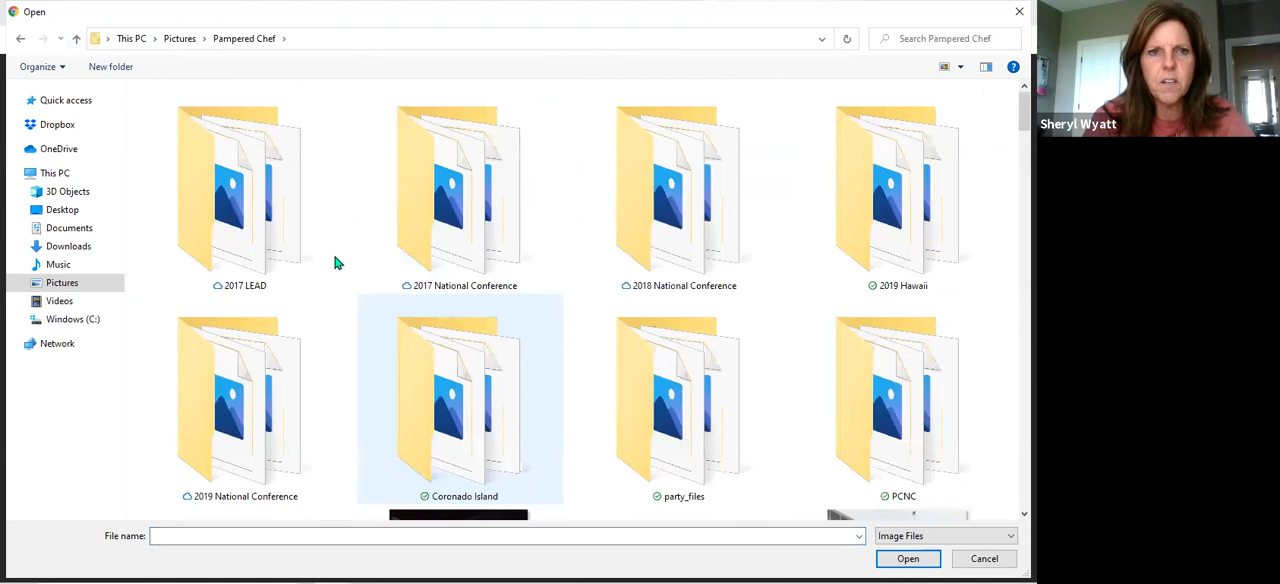 Open
This PC > Pictures > Pampered Chef >
Search Pampered Chef
Organize
New folder
?
Quick access
Dropbox
OneDrive
This PC
3D Objects
Desktop
Documents
Downloads
Music
Pictures
Videos
Windows (C:)
Network
2017 LEAD
2017 National Conference
2018 National Conference
2019 Hawaii
2019 National Conference
Coronado Island
party_files
PCNC
File name:
Image Files
Open
Cancel
Sheryl Wyatt